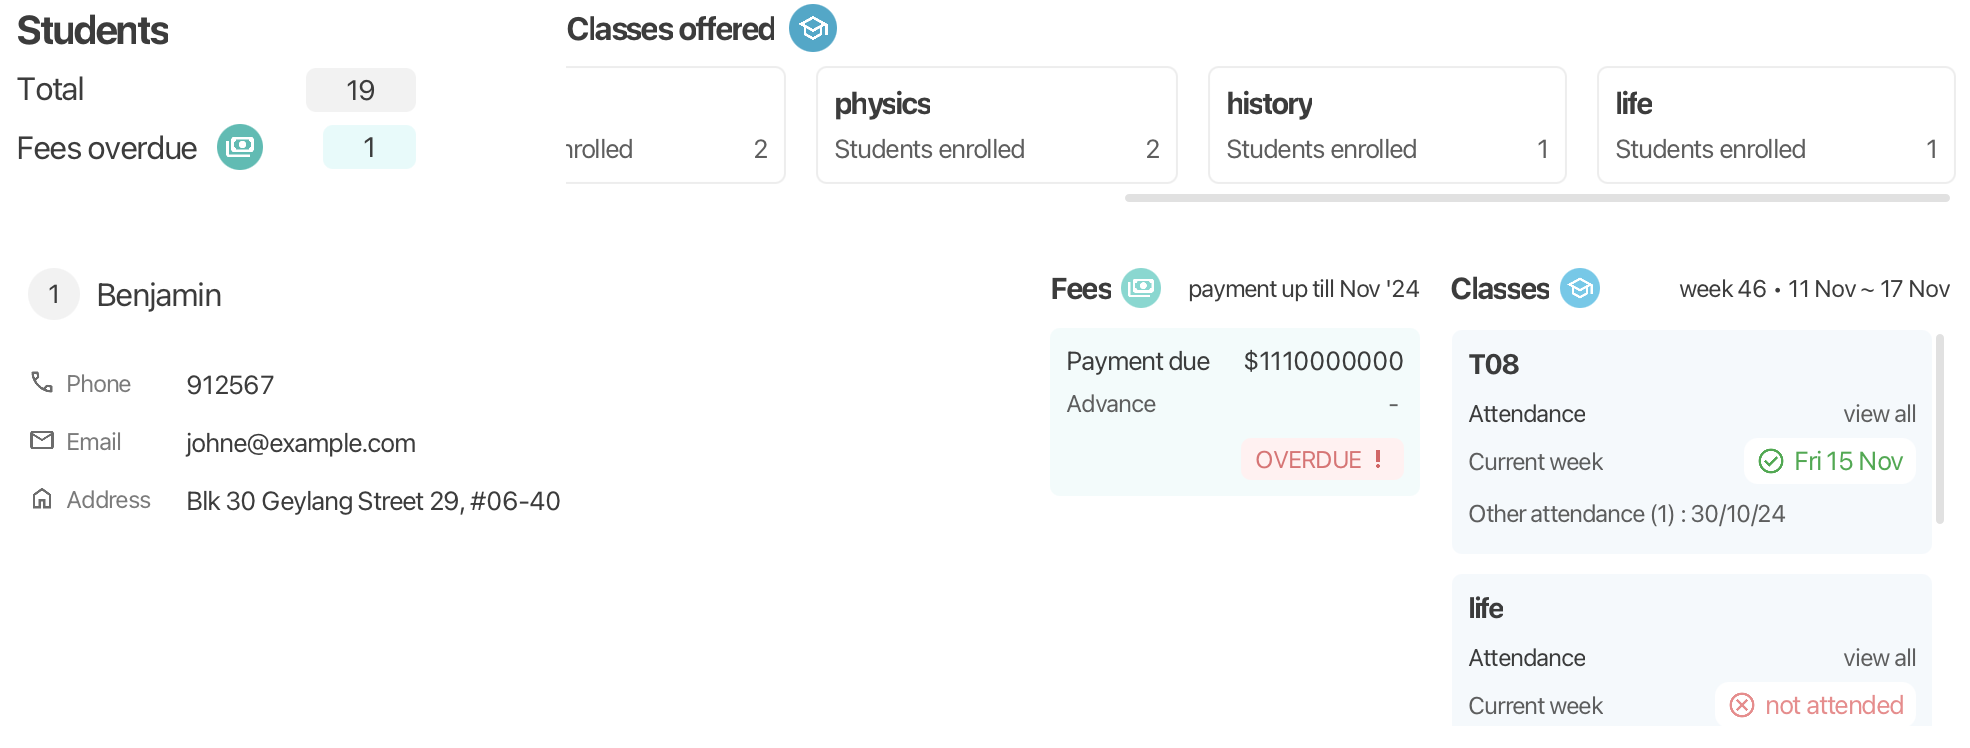 Students
Total 19
Fees overdue 1
Classes offered
2
physics
Students enrolled 2
history
Students enrolled 1
life
Students enrolled 1
1 Benjamin
Phone 912567
Email johne@example.com
Address Blk 30 Geylang Street 29, #06-40
Fees payment up till Nov '24
Payment due $1110000000
Advance -
OVERDUE !
Classes week 46 • 11 Nov ~ 17 Nov
T08
Attendance view all
Current week Fri 15 Nov
Other attendance (1) : 30/10/24
life
Attendance view all
Current week not attended